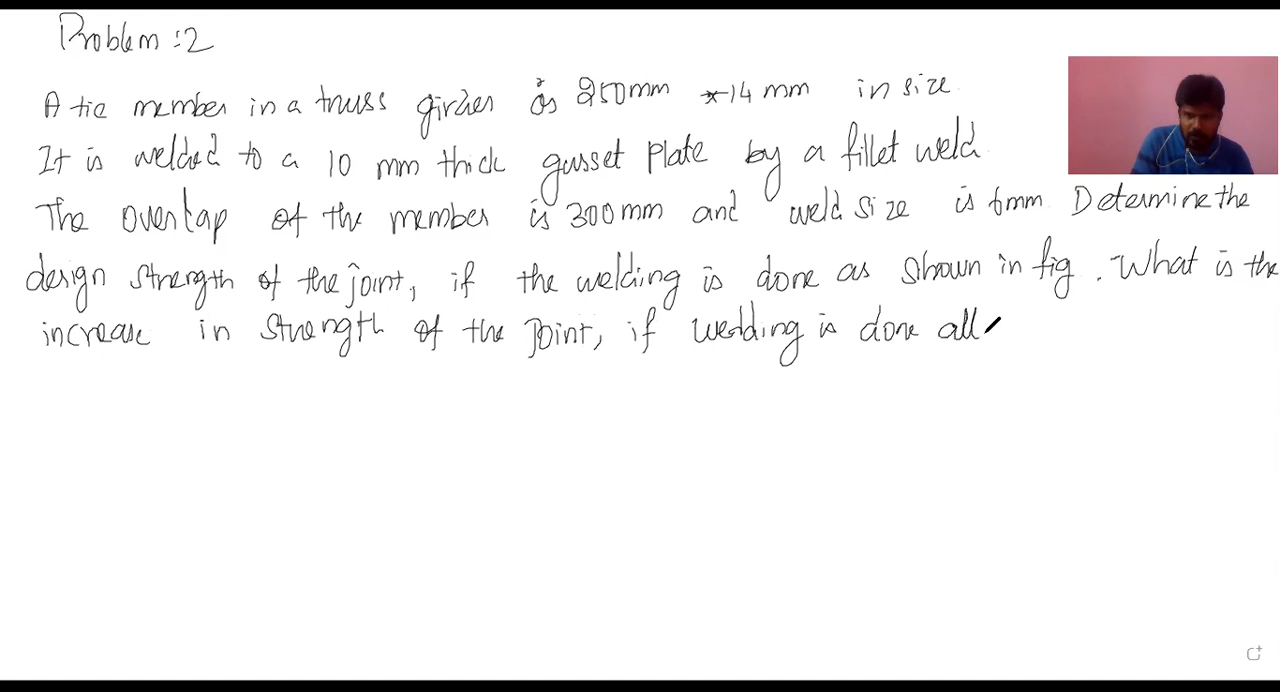 Problem :2
A tie member in a truss girder is 250mm * 14 mm in size.
It is welded to a 10 mm thick gusset plate by a fillet weld.
The overlap of the member is 300mm and weld size is 6mm. Determine the
design strength of the joint, if the welding is done as shown in fig. What is the
increase in strength of the joint, if welding is done all